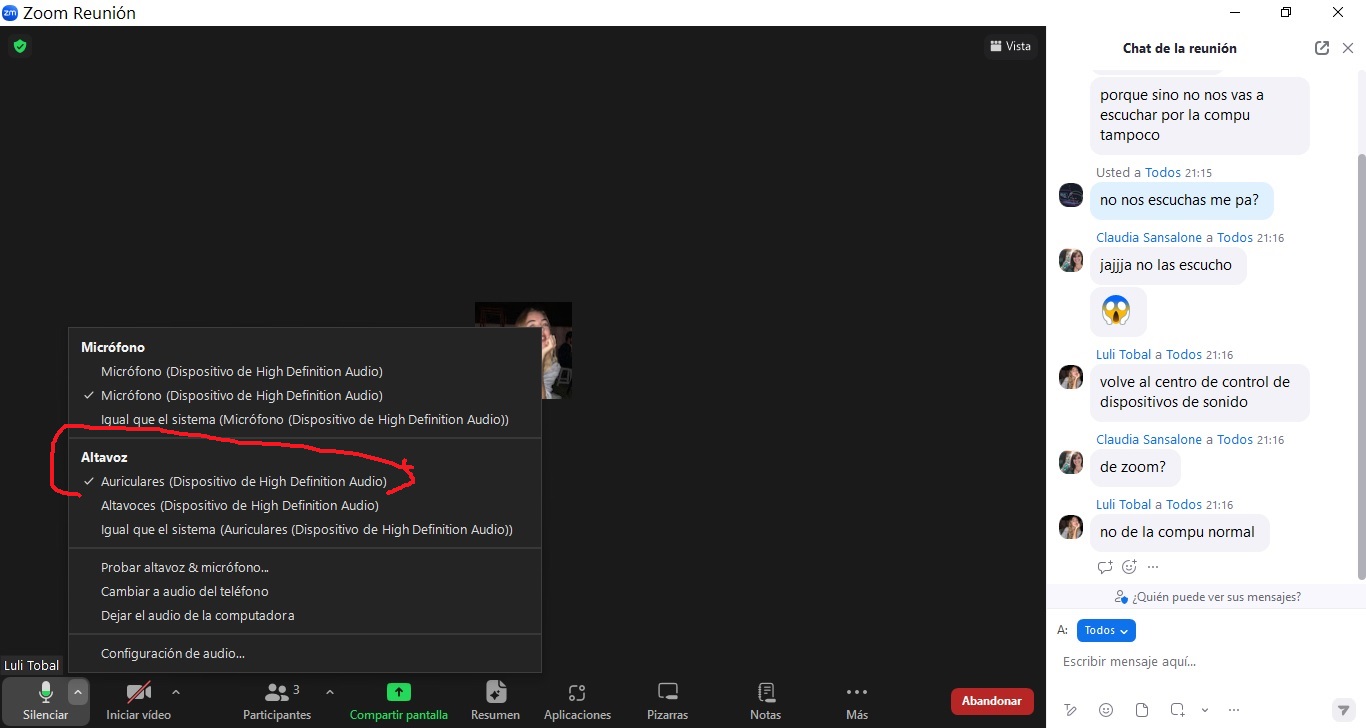 zm Zoom Reunión
Vista
Micrófono
Micrófono (Dispositivo de High Definition Audio)
Micrófono (Dispositivo de High Definition Audio)
Igual que el sistema (Micrófono (Dispositivo de High Definition Audio))
Altavoz
Auriculares (Dispositivo de High Definition Audio)
Altavoces (Dispositivo de High Definition Audio)
Igual que el sistema (Auriculares (Dispositivo de High Definition Audio))
Probar altavoz & micrófono...
Cambiar a audio del teléfono
Dejar el audio de la computadora
Configuración de audio...
Luli Tobal
Silenciar
Iniciar vídeo
Participantes
3
Compartir pantalla
Resumen
Aplicaciones
Pizarras
Notas
Más
Abandonar
Chat de la reunión
porque sino no nos vas a
escuchar por la compu
tampoco
Usted a Todos 21:15
no nos escuchas me pa?
Claudia Sansalone a Todos 21:16
jajjja no las escucho
Luli Tobal a Todos 21:16
volve al centro de control de
dispositivos de sonido
Claudia Sansalone a Todos 21:16
de zoom?
Luli Tobal a Todos 21:16
no de la compu normal
¿Quién puede ver sus mensajes?
A: Todos
Escribir mensaje aquí...